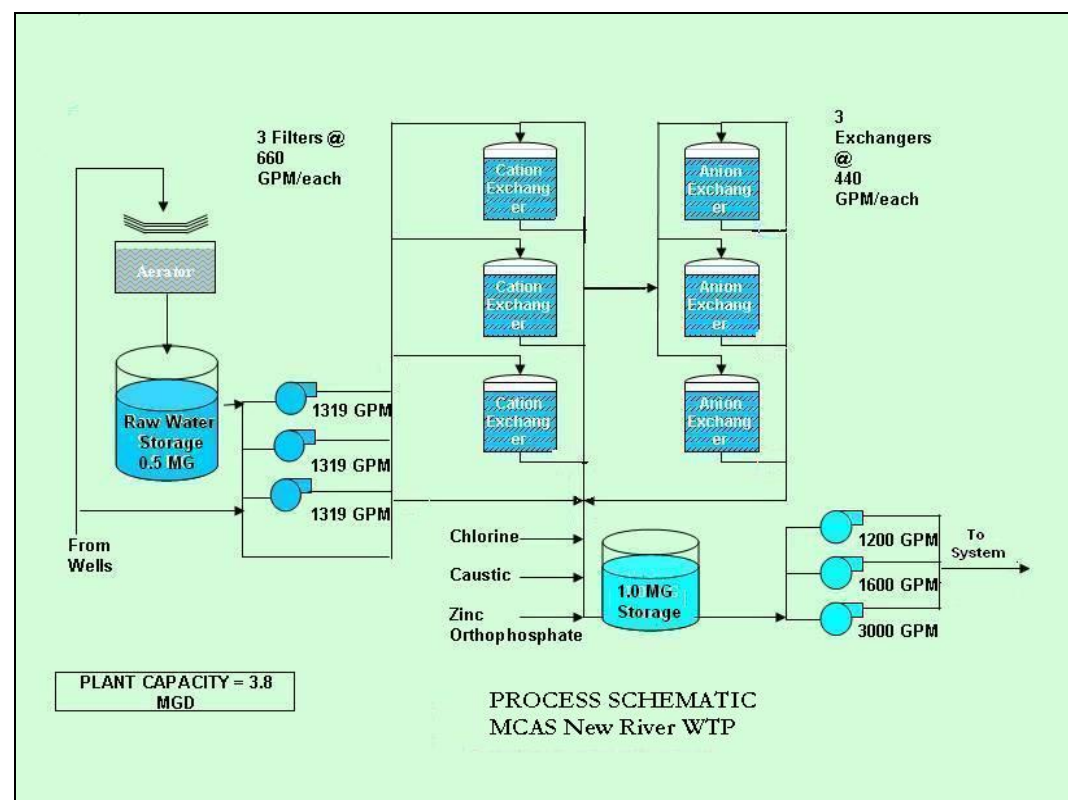 3 Filters @
660
GPM/each
3
Exchangers
@
440
GPM/each
Cation
Exchang
er
Anion
Exchang
er
Aerator
Cation
Exchang
er
Anion
Exchang
er
Cation
Exchang
er
Anion
Exchang
er
Raw Water
Storage
0.5 MG
1319 GPM
1319 GPM
1319 GPM
From
Wells
Chlorine
Caustic
Zinc
Orthophosphate
1.0 MG
Storage
1200 GPM
1600 GPM
3000 GPM
To
System
PLANT CAPACITY = 3.8
MGD
PROCESS SCHEMATIC
MCAS New River WTP